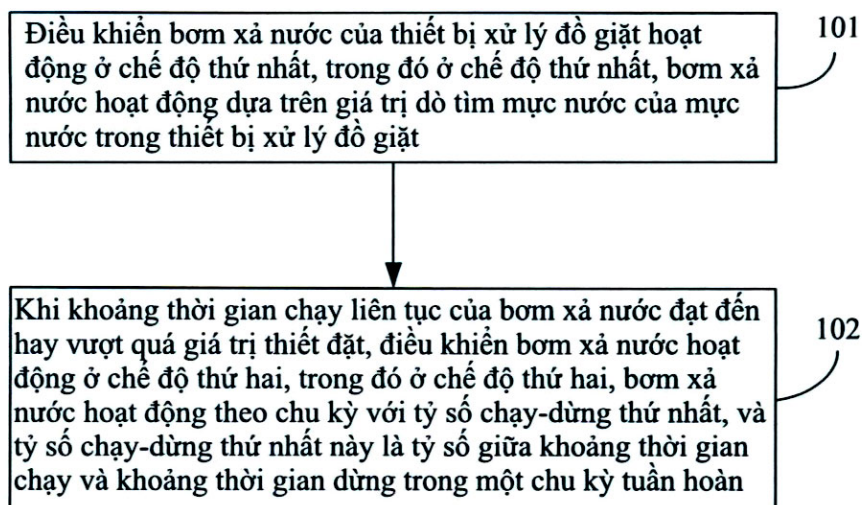 Điều khiển bơm xả nước của thiết bị xử lý đồ giặt hoạt
động ở chế độ thứ nhất, trong đó ở chế độ thứ nhất, bơm xả
nước hoạt động dựa trên giá trị dò tìm mực nước của mực
nước trong thiết bị xử lý đồ giặt
101
Khi khoảng thời gian chạy liên tục của bơm xả nước đạt đến
hay vượt quá giá trị thiết đặt, điều khiển bơm xả nước hoạt
động ở chế độ thứ hai, trong đó ở chế độ thứ hai, bơm xả
nước hoạt động theo chu kỳ với tỷ số chạy-dừng thứ nhất, và
tỷ số chạy-dừng thứ nhất này là tỷ số giữa khoảng thời gian
chạy và khoảng thời gian dừng trong một chu kỳ tuần hoàn
102